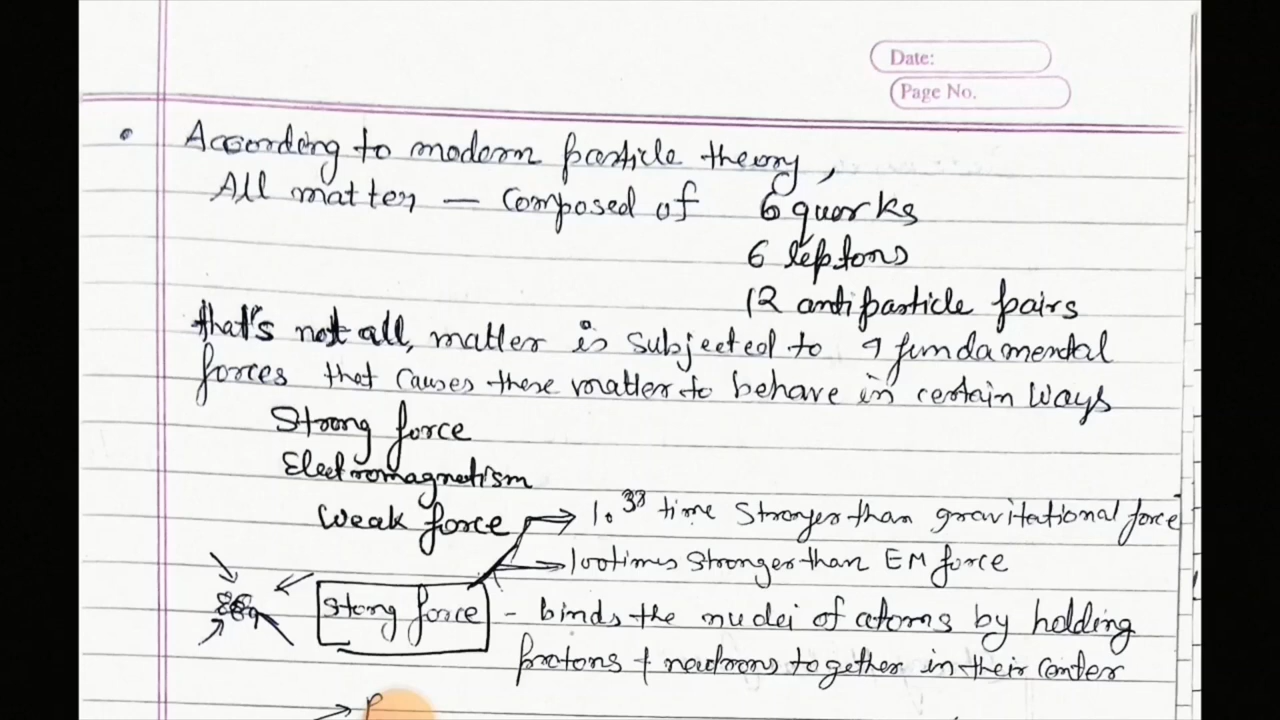 Date:
Page No.
• According to modern particle theory,
All matter — composed of 6 quarks
6 leptons
12 antiparticle pairs
that's not all, matter is subjected to 4 fundamental
forces that causes these matter to behave in certain ways
Strong force
Electromagnetism
Weak force
10³⁸ time stronger than gravitational force
100 times stronger than EM force
Strong force - binds the nuclei of atoms by holding
protons + neutrons together in their center